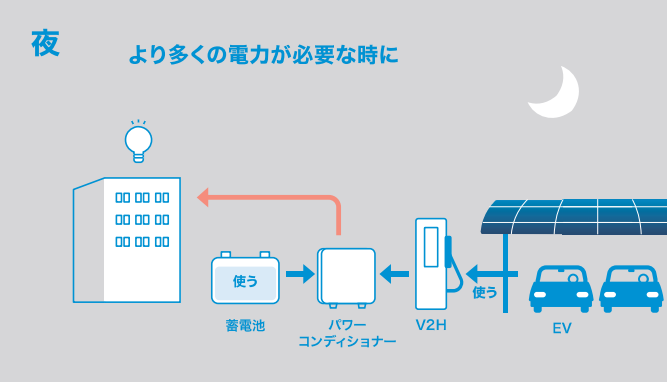 夜
より多くの電力が必要な時に
使う
使う
蓄電池
パワー
コンディショナー
V2H
EV